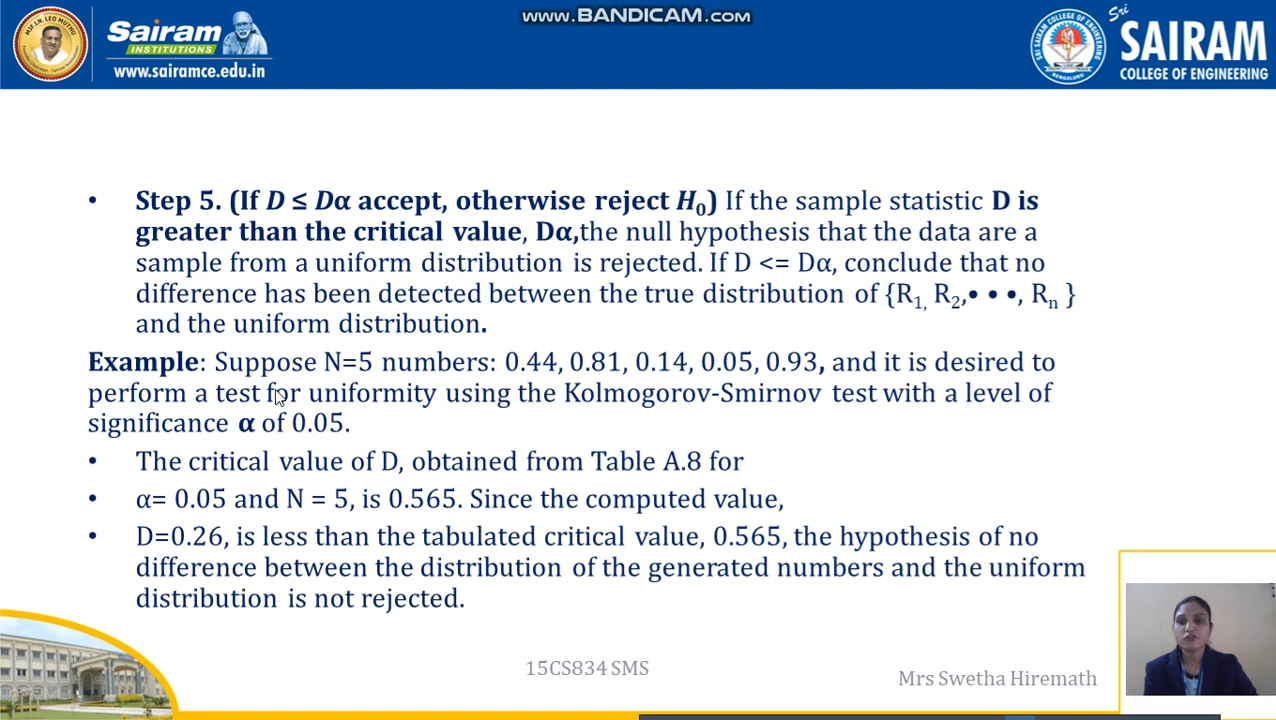 www.BANDICAM.com
MJF. LN. LEO MUTHU
Sairam
INSTITUTIONS
www.sairamce.edu.in
Sri
SAIRAM
COLLEGE OF ENGINEERING
• Step 5. (If D ≤ Dα accept, otherwise reject H₀) If the sample statistic D is
greater than the critical value, Dα,the null hypothesis that the data are a
sample from a uniform distribution is rejected. If D <= Dα, conclude that no
difference has been detected between the true distribution of {R₁, R₂,• • •, Rₙ }
and the uniform distribution.
Example: Suppose N=5 numbers: 0.44, 0.81, 0.14, 0.05, 0.93, and it is desired to
perform a test for uniformity using the Kolmogorov-Smirnov test with a level of
significance α of 0.05.
• The critical value of D, obtained from Table A.8 for
• α= 0.05 and N = 5, is 0.565. Since the computed value,
• D=0.26, is less than the tabulated critical value, 0.565, the hypothesis of no
difference between the distribution of the generated numbers and the uniform
distribution is not rejected.
15CS834 SMS
Mrs Swetha Hiremath